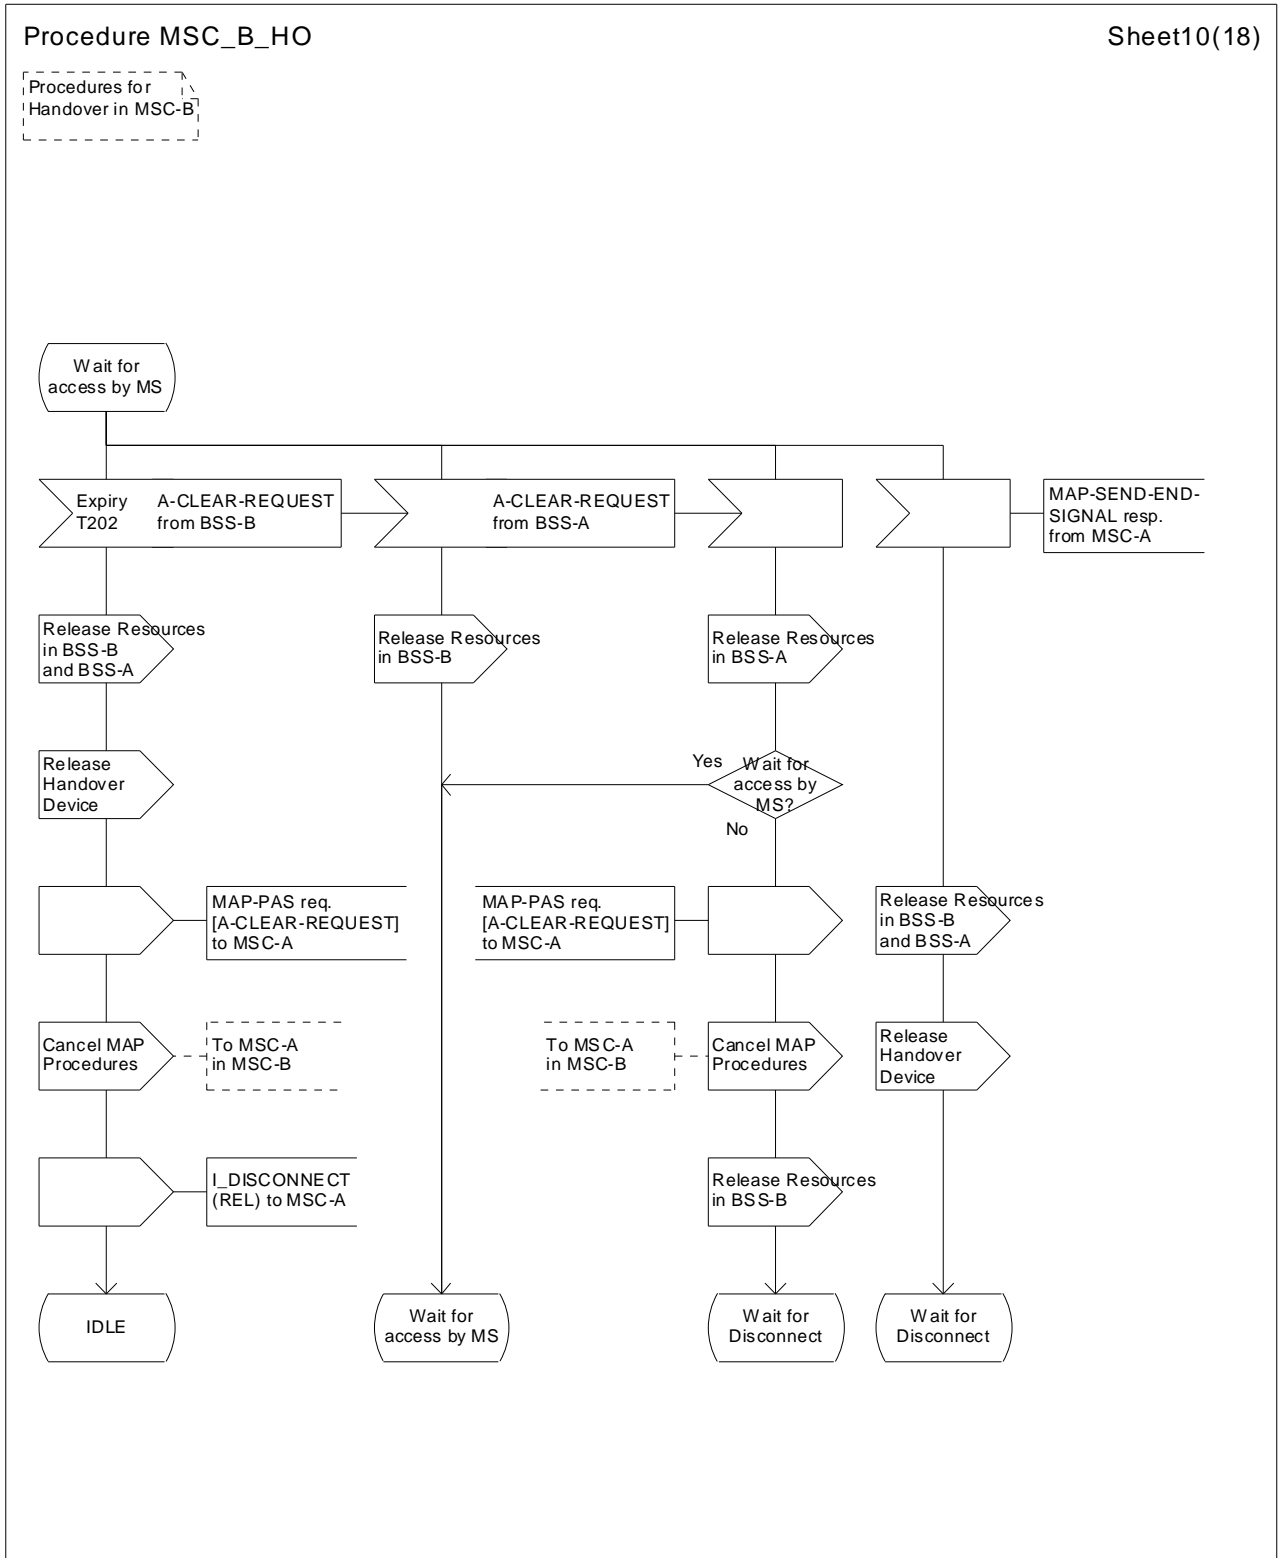 Procedure MSC_B_HO
Sheet10(18)
Procedures for
Handover in MSC-B
Wait for
access by MS
Expiry
T202
A-CLEAR-REQUEST
from BSS-B
A-CLEAR-REQUEST
from BSS-A
MAP-SEND-END-
SIGNAL resp.
from MSC-A
Release Resources
in BSS-B
and BSS-A
Release Resources
in BSS-B
Release Resources
in BSS-A
Release
Handover
Device
Yes
Wait for
access by
MS?
No
MAP-PAS req.
[A-CLEAR-REQUEST]
to MSC-A
MAP-PAS req.
[A-CLEAR-REQUEST]
to MSC-A
Release Resources
in BSS-B
and BSS-A
Cancel MAP
Procedures
To MSC-A
in MSC-B
To MSC-A
in MSC-B
Cancel MAP
Procedures
Release
Handover
Device
I_DISCONNECT
(REL) to MSC-A
Release Resources
in BSS-B
IDLE
Wait for
access by MS
Wait for
Disconnect
Wait for
Disconnect